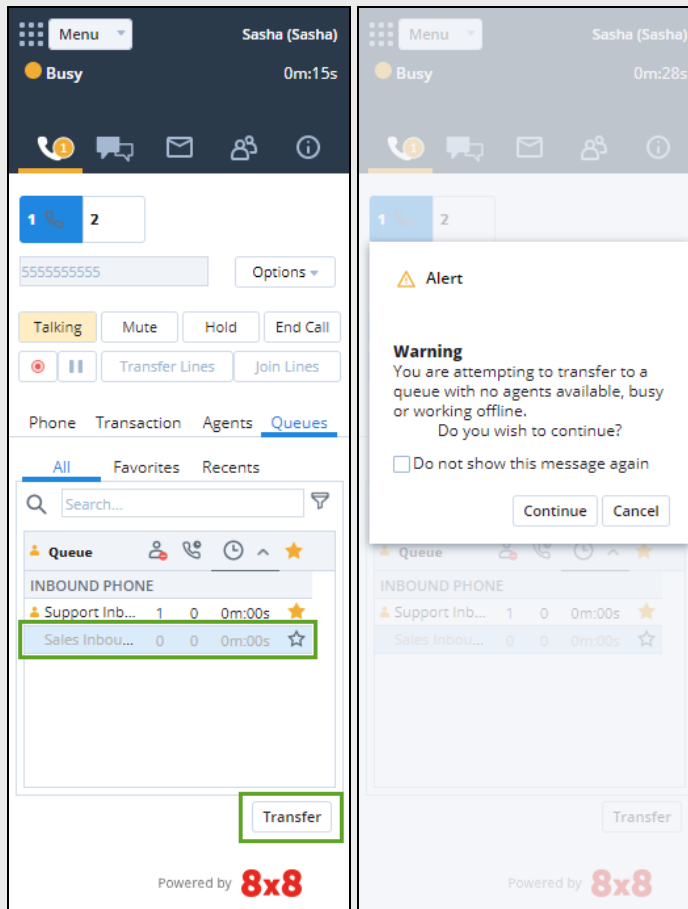 Menu Sasha (Sasha)
Busy 0m:15s
1
1 2
5555555555 Options
Talking Mute Hold End Call
Transfer Lines Join Lines
Phone Transaction Agents Queues
All Favorites Recents
Search...
Queue
INBOUND PHONE
Support Inb... 1 0 0m:00s
Sales Inbou... 0 0 0m:00s
Transfer
Powered by 8x8
Menu Sasha (Sasha)
Busy 0m:28s
1
1 2
Alert
Warning
You are attempting to transfer to a
queue with no agents available, busy
or working offline.
Do you wish to continue?
Do not show this message again
Continue Cancel
Queue
INBOUND PHONE
Support Inb... 1 0 0m:00s
Sales Inbou... 0 0 0m:00s
Transfer
Powered by 8x8